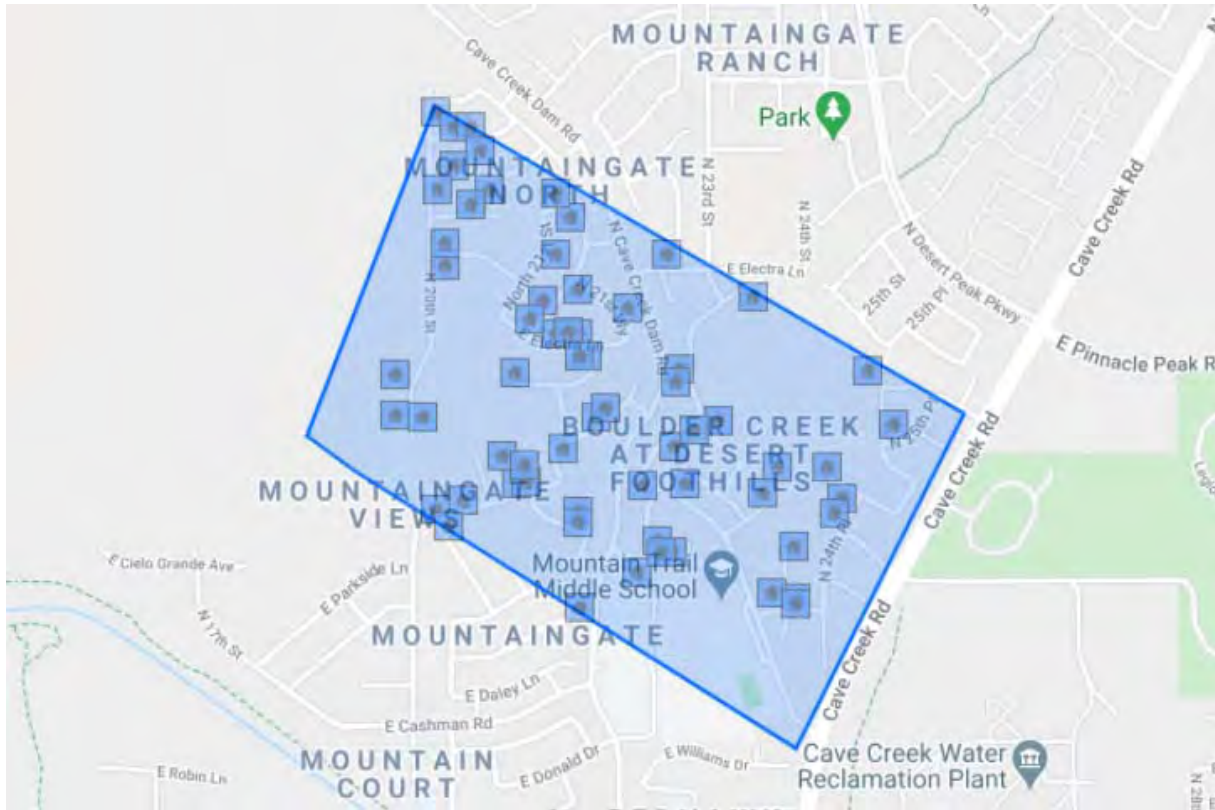 MOUNTAINGATE
RANCH
Cave Creek Dam Rd
Park
N 23rd St
N 24th St
Cave Creek Rd
MOUNTAINGATE
NORTH
N Cave Creek Dam Rd
N Desert Peak Pkwy
E Electra Ln
25th St
25th Pl
E Pinnacle Peak R
N 20th St
BOULDER CREEK
AT DESERT
FOOTHILLS
N 25th Pl
Cave Creek Rd
MOUNTAINGATE
VIEWS
Mountain Trail
Middle School
N 24th Pl
E Cielo Grande Ave
E Parkside Ln
N 17th St
MOUNTAINGATE
Cave Creek Rd
E Daley Ln
E Cashman Rd
MOUNTAIN
COURT
E Donald Dr
E Williams Dr
E Robin Ln
Cave Creek Water
Reclamation Plant